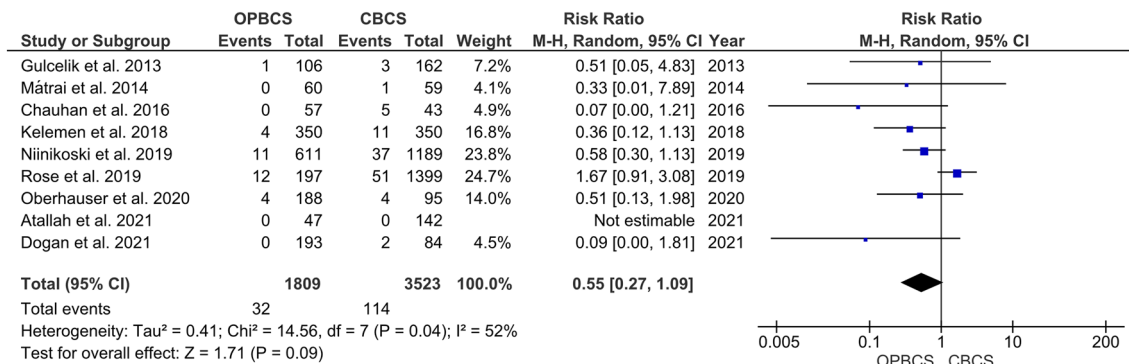 OPBCS CBCS Risk Ratio Risk Ratio
Study or Subgroup Events Total Events Total Weight M-H, Random, 95% CI Year M-H, Random, 95% CI
Gulcelik et al. 2013 1 106 3 162 7.2% 0.51 [0.05, 4.83] 2013
Mátrai et al. 2014 0 60 1 59 4.1% 0.33 [0.01, 7.89] 2014
Chauhan et al. 2016 0 57 5 43 4.9% 0.07 [0.00, 1.21] 2016
Kelemen et al. 2018 4 350 11 350 16.8% 0.36 [0.12, 1.13] 2018
Niinikoski et al. 2019 11 611 37 1189 23.8% 0.58 [0.30, 1.13] 2019
Rose et al. 2019 12 197 51 1399 24.7% 1.67 [0.91, 3.08] 2019
Oberhauser et al. 2020 4 188 4 95 14.0% 0.51 [0.13, 1.98] 2020
Atallah et al. 2021 0 47 0 142 Not estimable 2021
Dogan et al. 2021 0 193 2 84 4.5% 0.09 [0.00, 1.81] 2021
Total (95% CI) 1809 3523 100.0% 0.55 [0.27, 1.09]
Total events 32 114
Heterogeneity: Tau² = 0.41; Chi² = 14.56, df = 7 (P = 0.04); I² = 52%
Test for overall effect: Z = 1.71 (P = 0.09)
0.005 0.1 1 10 200
OPBCS CBCS